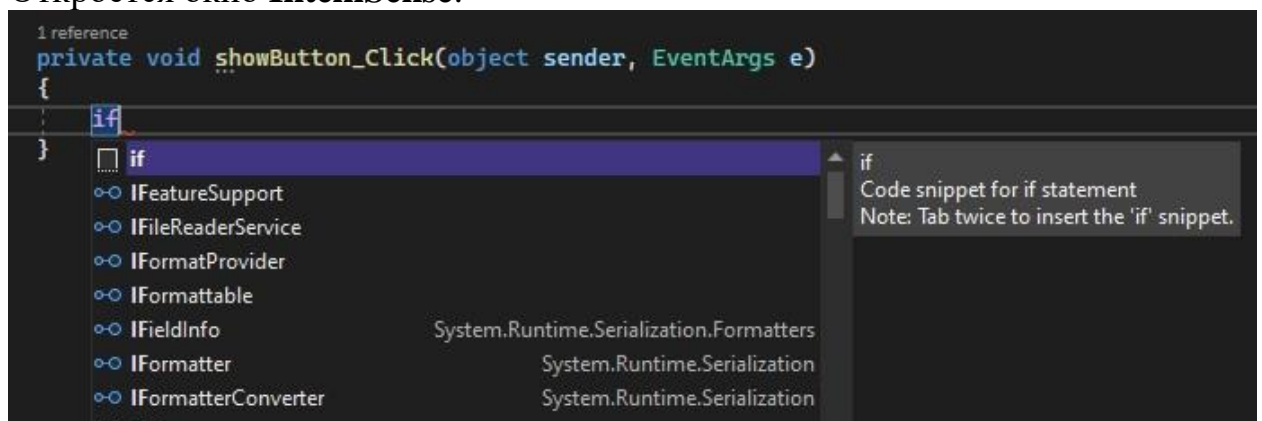 Откроется окно IntelliSense.
1 reference
private void showButton_Click(object sender, EventArgs e)
{
if
}
if
IFeatureSupport
IFileReaderService
IFormatProvider
IFormattable
IFieldInfo System.Runtime.Serialization.Formatters
IFormatter System.Runtime.Serialization
IFormatterConverter System.Runtime.Serialization
if
Code snippet for if statement
Note: Tab twice to insert the 'if' snippet.